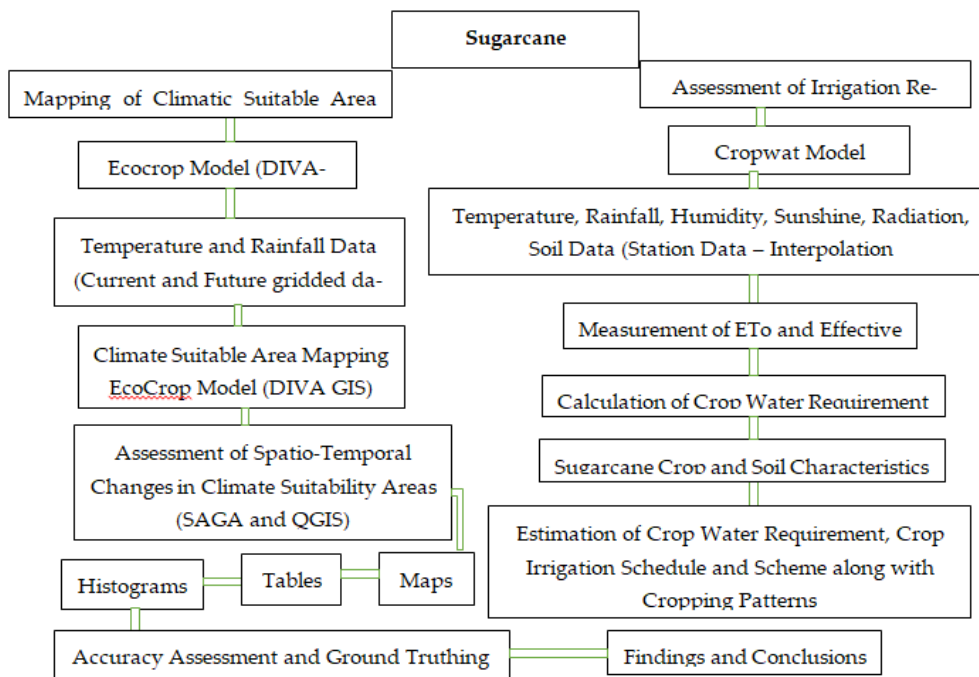 Sugarcane
Mapping of Climatic Suitable Area
Ecocrop Model (DIVA-
Temperature and Rainfall Data
(Current and Future gridded da-
Climate Suitable Area Mapping
EcoCrop Model (DIVA GIS)
Assessment of Spatio-Temporal
Changes in Climate Suitability Areas
(SAGA and QGIS)
Histograms
Tables
Maps
Assessment of Irrigation Re-
Cropwat Model
Temperature, Rainfall, Humidity, Sunshine, Radiation,
Soil Data (Station Data – Interpolation
Measurement of ETo and Effective
Calculation of Crop Water Requirement
Sugarcane Crop and Soil Characteristics
Estimation of Crop Water Requirement, Crop
Irrigation Schedule and Scheme along with
Cropping Patterns
Accuracy Assessment and Ground Truthing
Findings and Conclusions